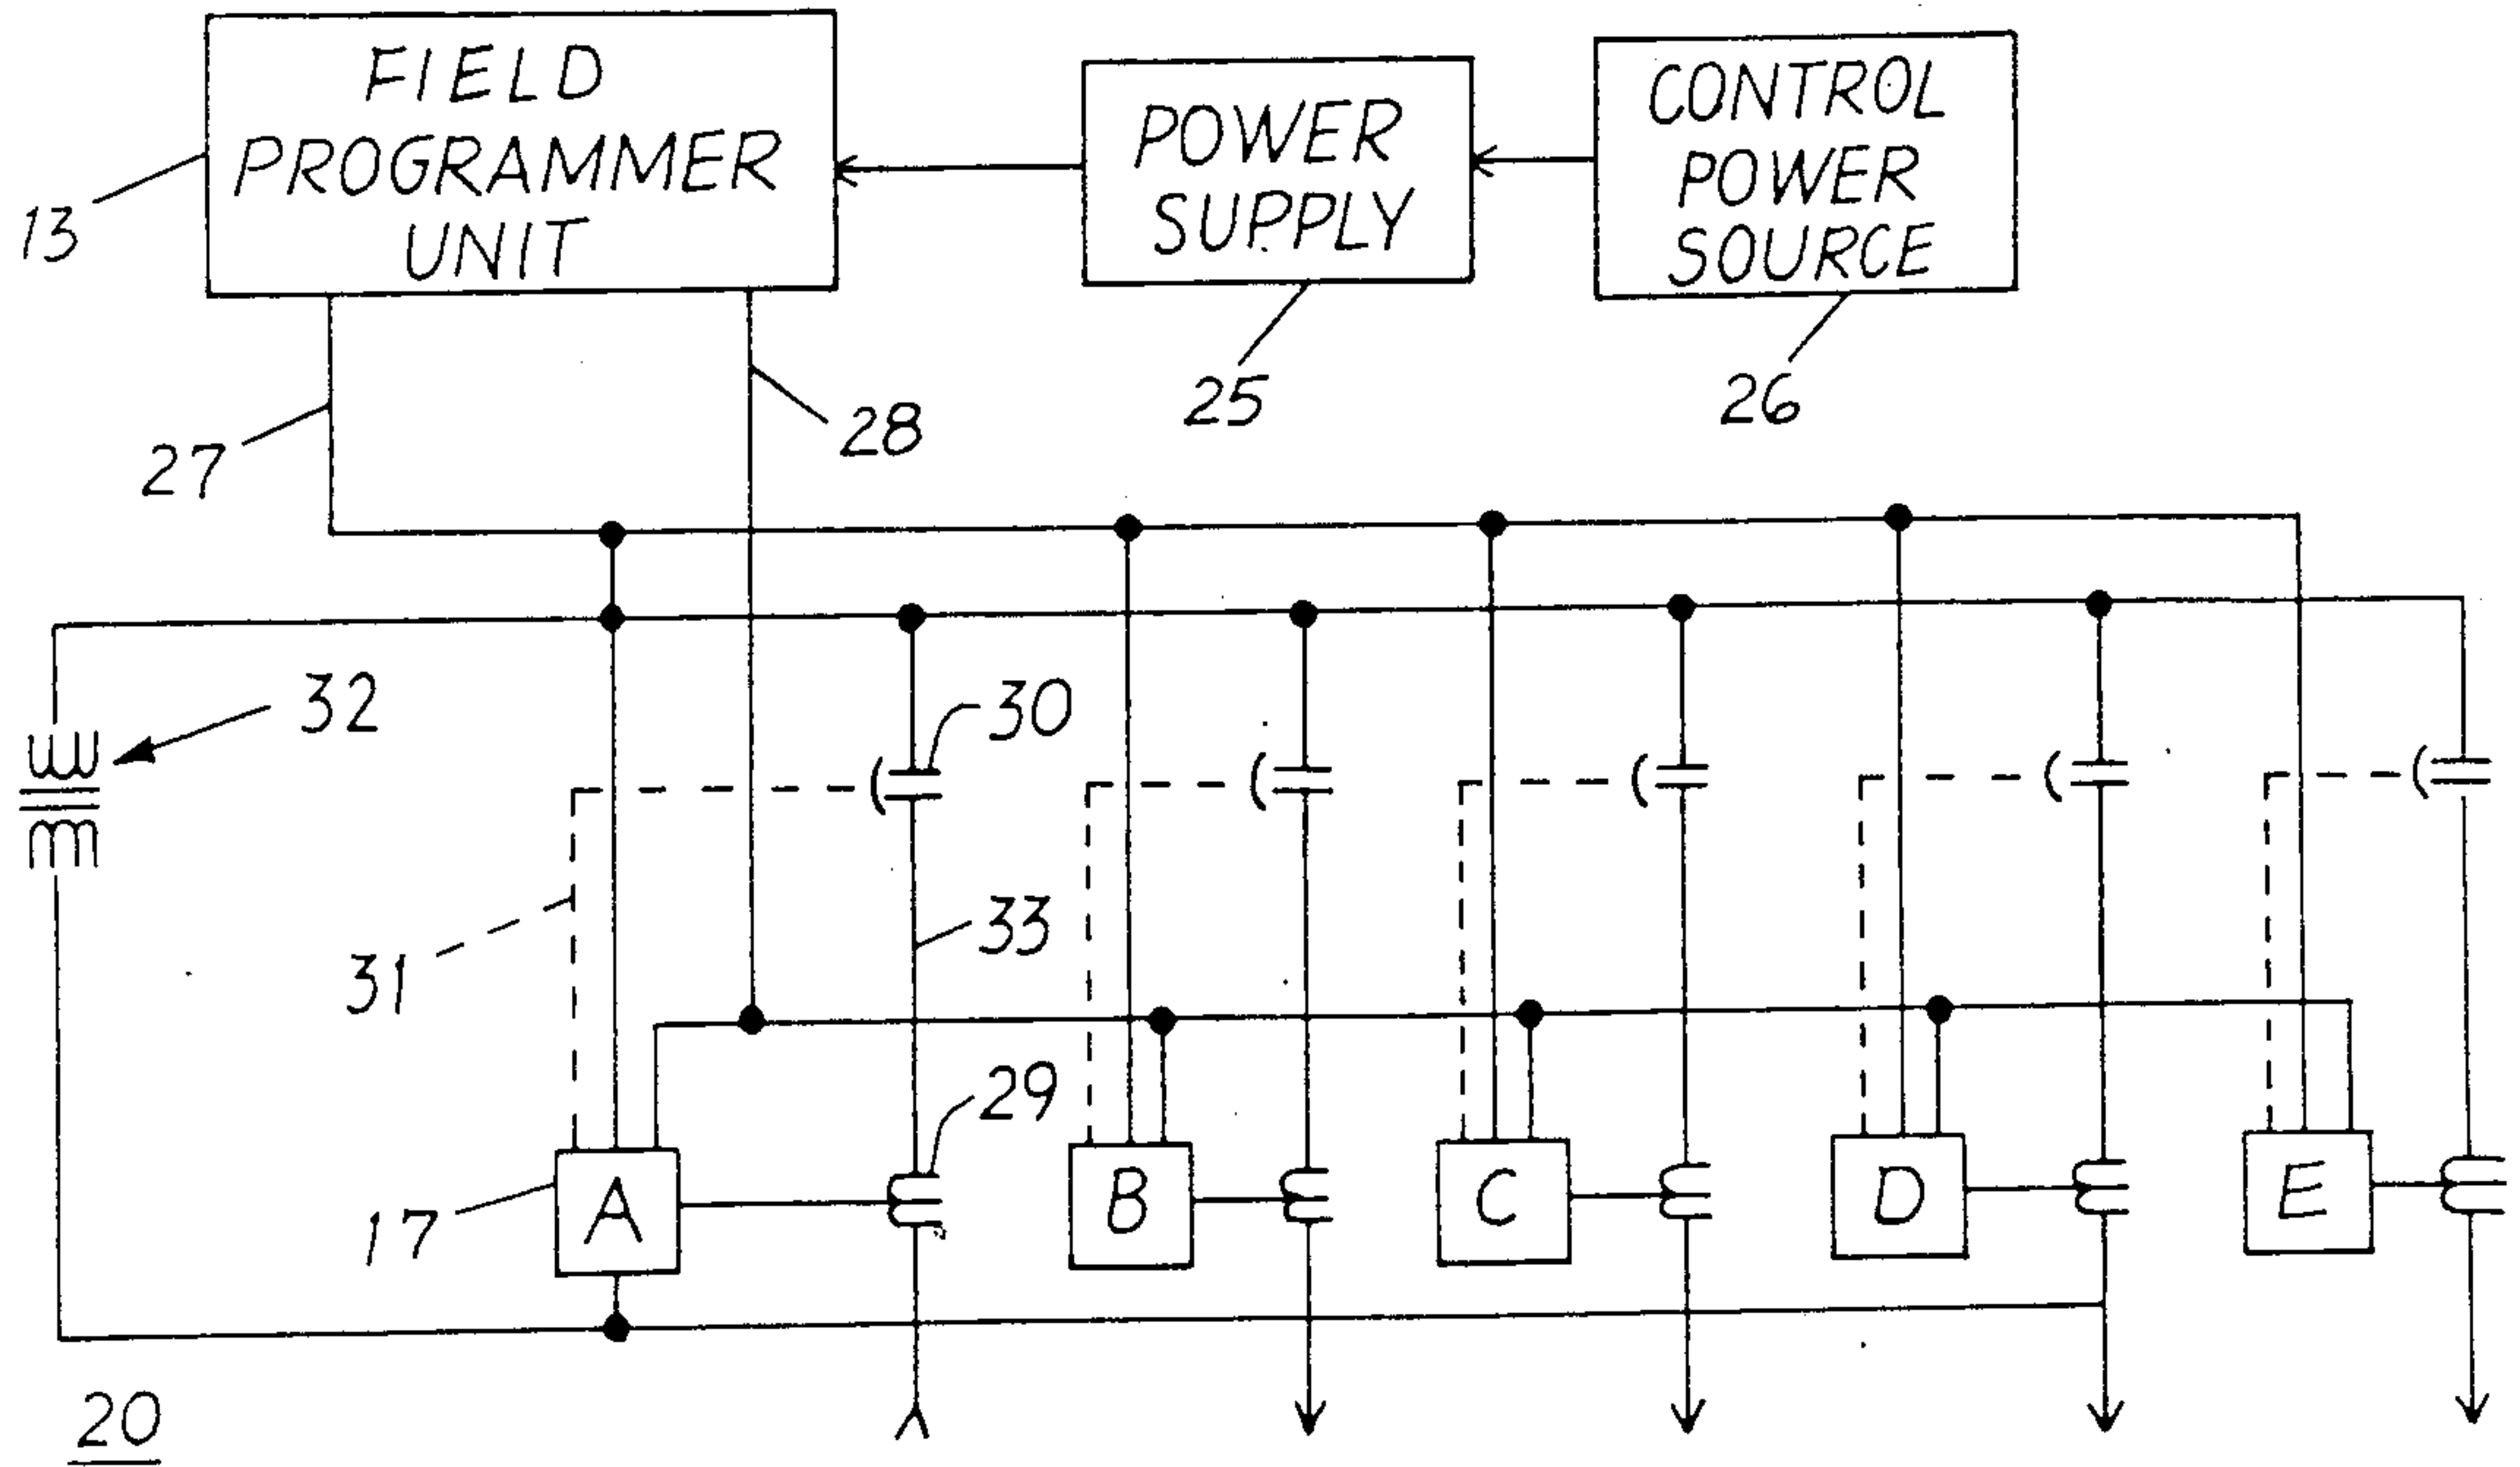 FIELD
PROGRAMMER
UNIT
POWER
SUPPLY
CONTROL
POWER
SOURCE
13
25
26
27
28
32
30
33
31
29
17
A
B
C
D
E
20